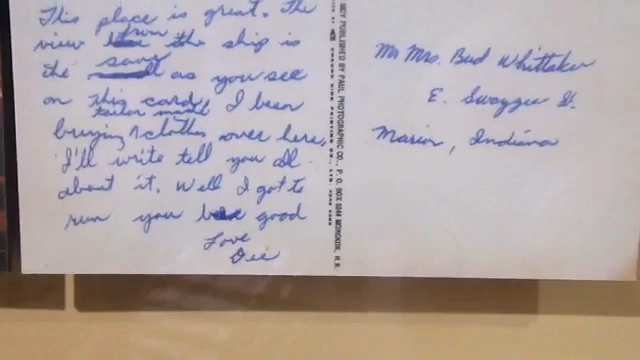 This place is great. The
view from the ship is
the same as you see
on this card, I been
buying tailor made clothes over here,
I'll write tell you all
about it. Well I got to
run you be good
Love
Dee
Mr Mrs. Bud Whittaker
E. Swayzee St.
Marion, Indiana
PUBLISHED BY PAUL PHOTOGRAPHIC CO., P. O. BOX 5344 MONGKOK, H.K.